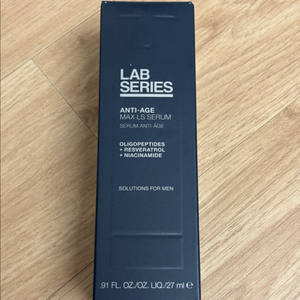 LAB
SERIES
ANTI-AGE
MAX LS SERUM
SERUM ANTI-ÂGE
OLIGOPEPTIDES
+ RESVERATROL
+ NIACINAMIDE
SOLUTIONS FOR MEN
.91 FL. OZ./OZ. LIQ./27 ml ℮